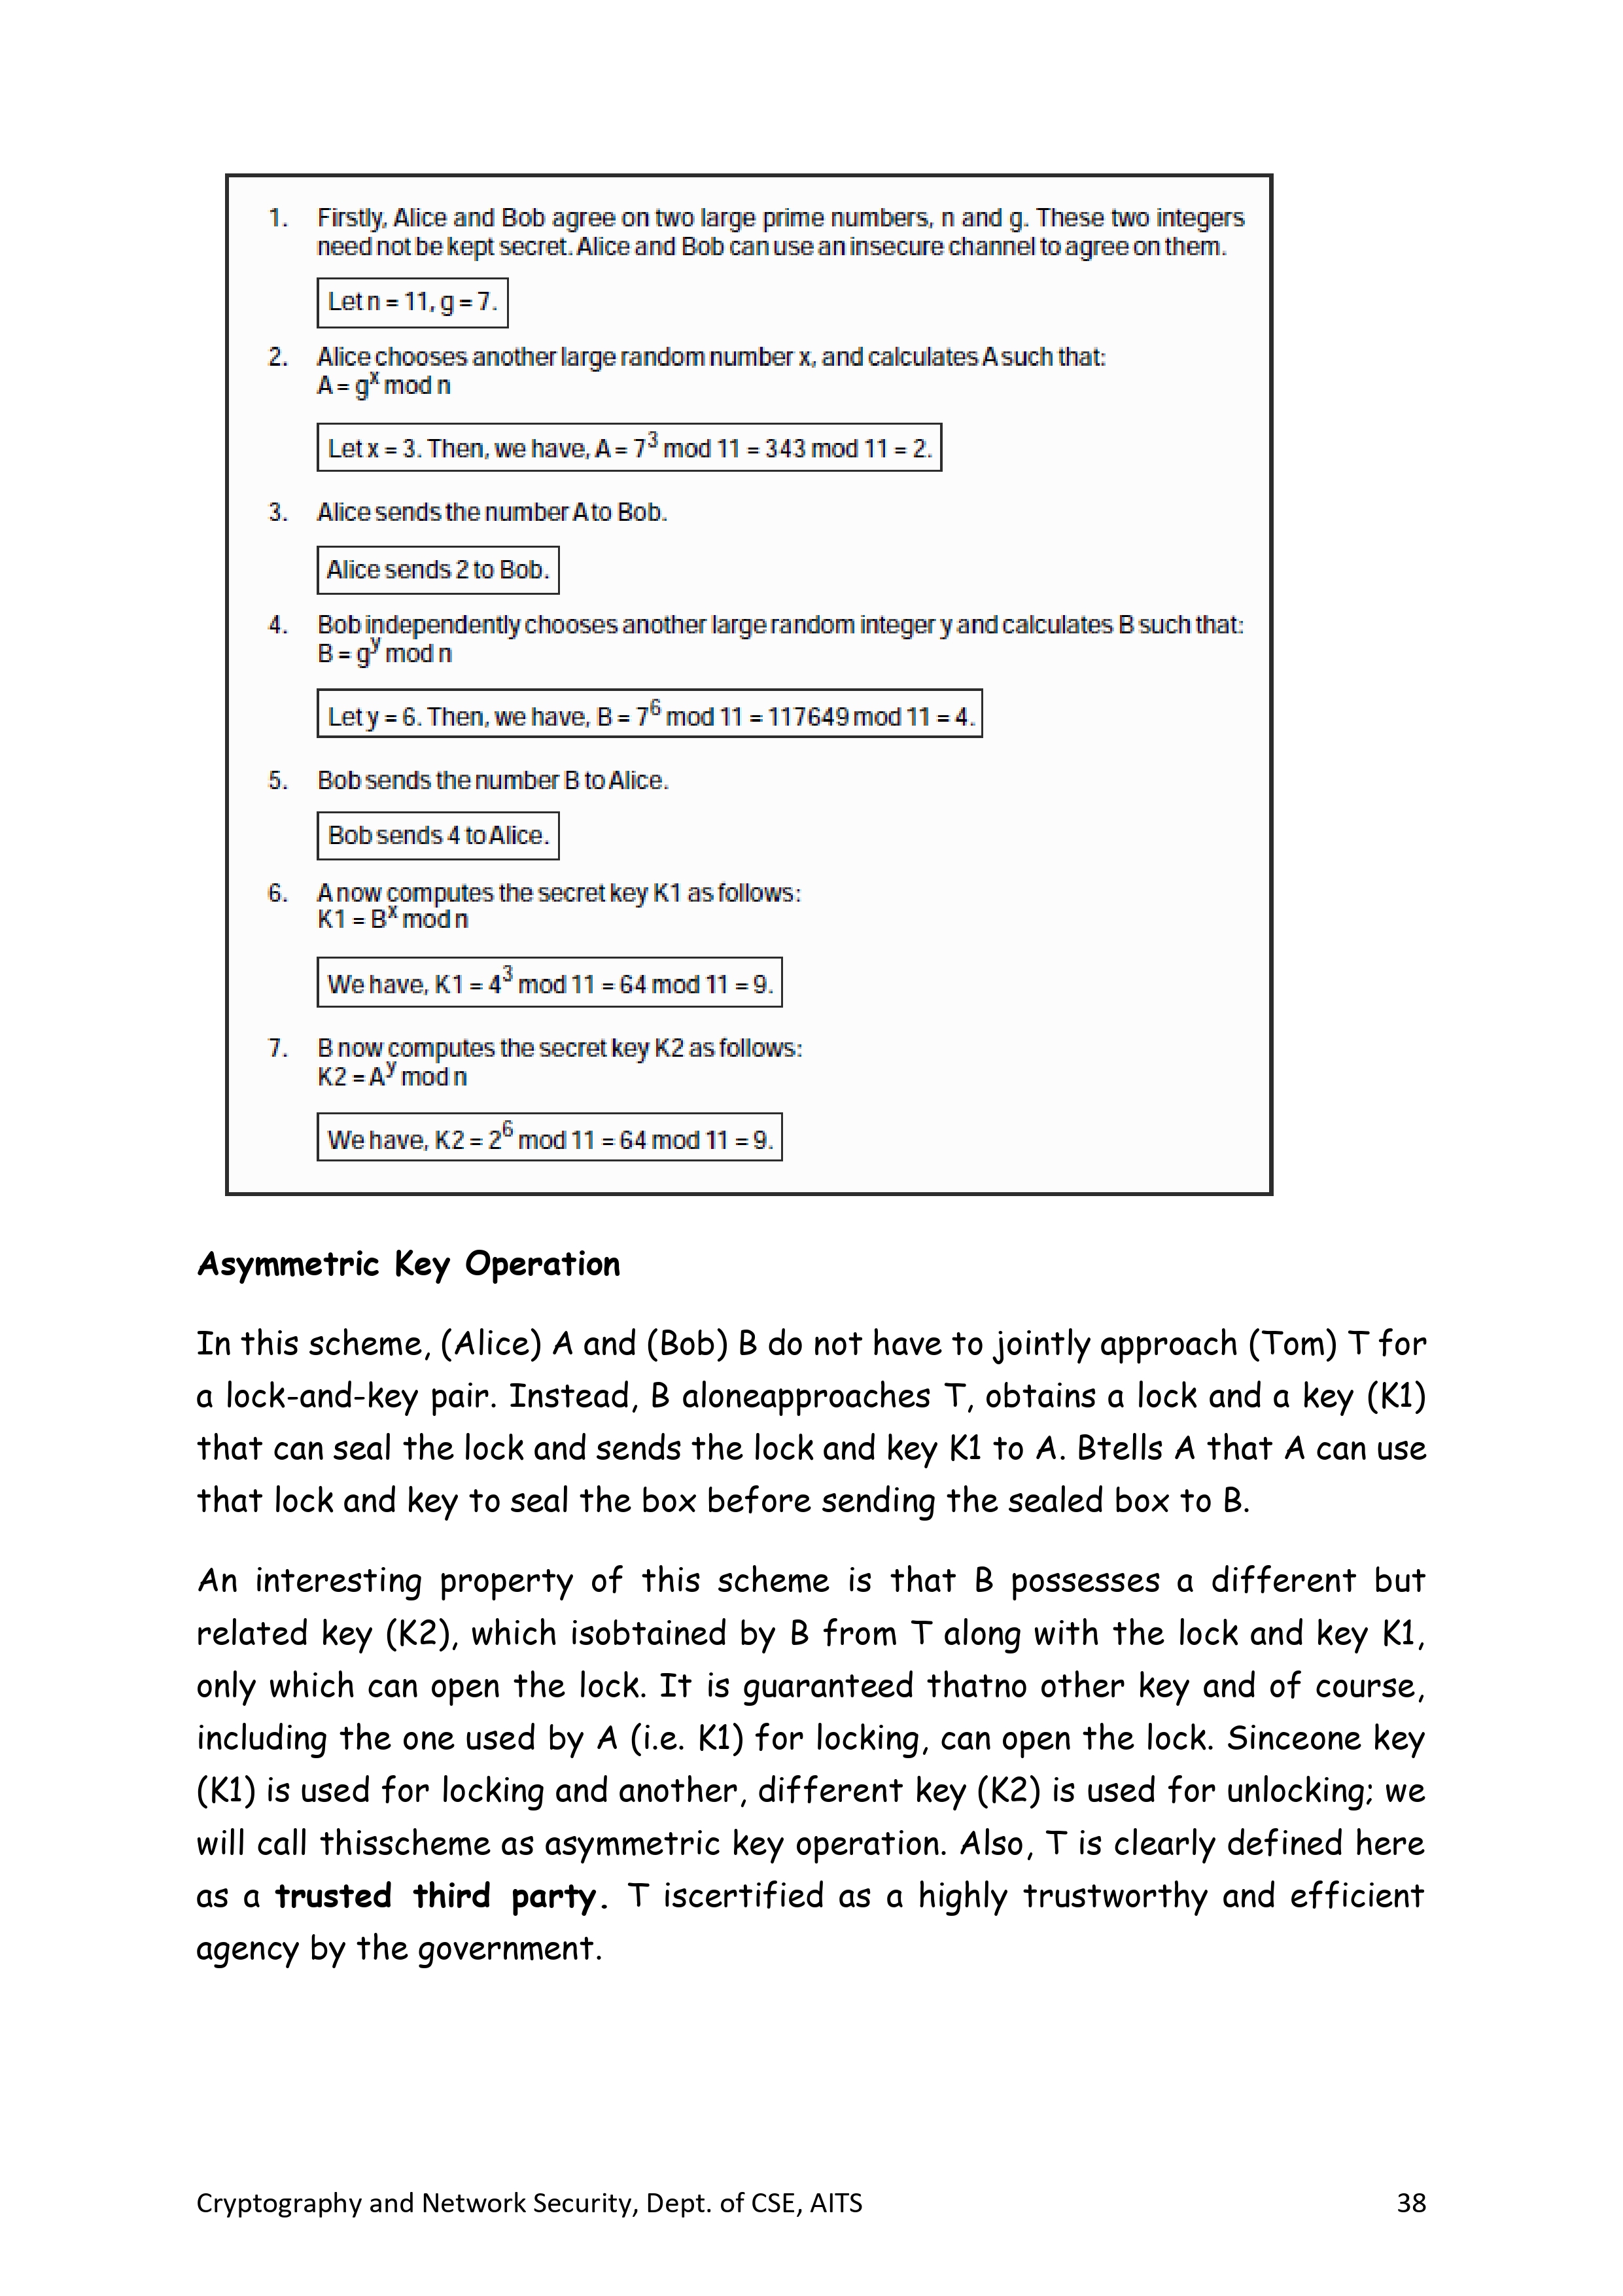 1. Firstly, Alice and Bob agree on two large prime numbers, n and g. These two integers
need not be kept secret. Alice and Bob can use an insecure channel to agree on them.
Let n = 11, g = 7.
2. Alice chooses another large random number x, and calculates A such that:
A = g^x mod n
Let x = 3. Then, we have, A = 7^3 mod 11 = 343 mod 11 = 2.
3. Alice sends the number A to Bob.
Alice sends 2 to Bob.
4. Bob independently chooses another large random integer y and calculates B such that:
B = g^y mod n
Let y = 6. Then, we have, B = 7^6 mod 11 = 117649 mod 11 = 4.
5. Bob sends the number B to Alice.
Bob sends 4 to Alice.
6. A now computes the secret key K1 as follows:
K1 = B^x mod n
We have, K1 = 4^3 mod 11 = 64 mod 11 = 9.
7. B now computes the secret key K2 as follows:
K2 = A^y mod n
We have, K2 = 2^6 mod 11 = 64 mod 11 = 9.
Asymmetric Key Operation
In this scheme, (Alice) A and (Bob) B do not have to jointly approach (Tom) T for
a lock-and-key pair. Instead, B aloneapproaches T, obtains a lock and a key (K1)
that can seal the lock and sends the lock and key K1 to A. Btells A that A can use
that lock and key to seal the box before sending the sealed box to B.
An interesting property of this scheme is that B possesses a different but
related key (K2), which isobtained by B from T along with the lock and key K1,
only which can open the lock. It is guaranteed thatno other key and of course,
including the one used by A (i.e. K1) for locking, can open the lock. Sinceone key
(K1) is used for locking and another, different key (K2) is used for unlocking; we
will call thisscheme as asymmetric key operation. Also, T is clearly defined here
as a trusted third party. T iscertified as a highly trustworthy and efficient
agency by the government.
Cryptography and Network Security, Dept. of CSE, AITS 38